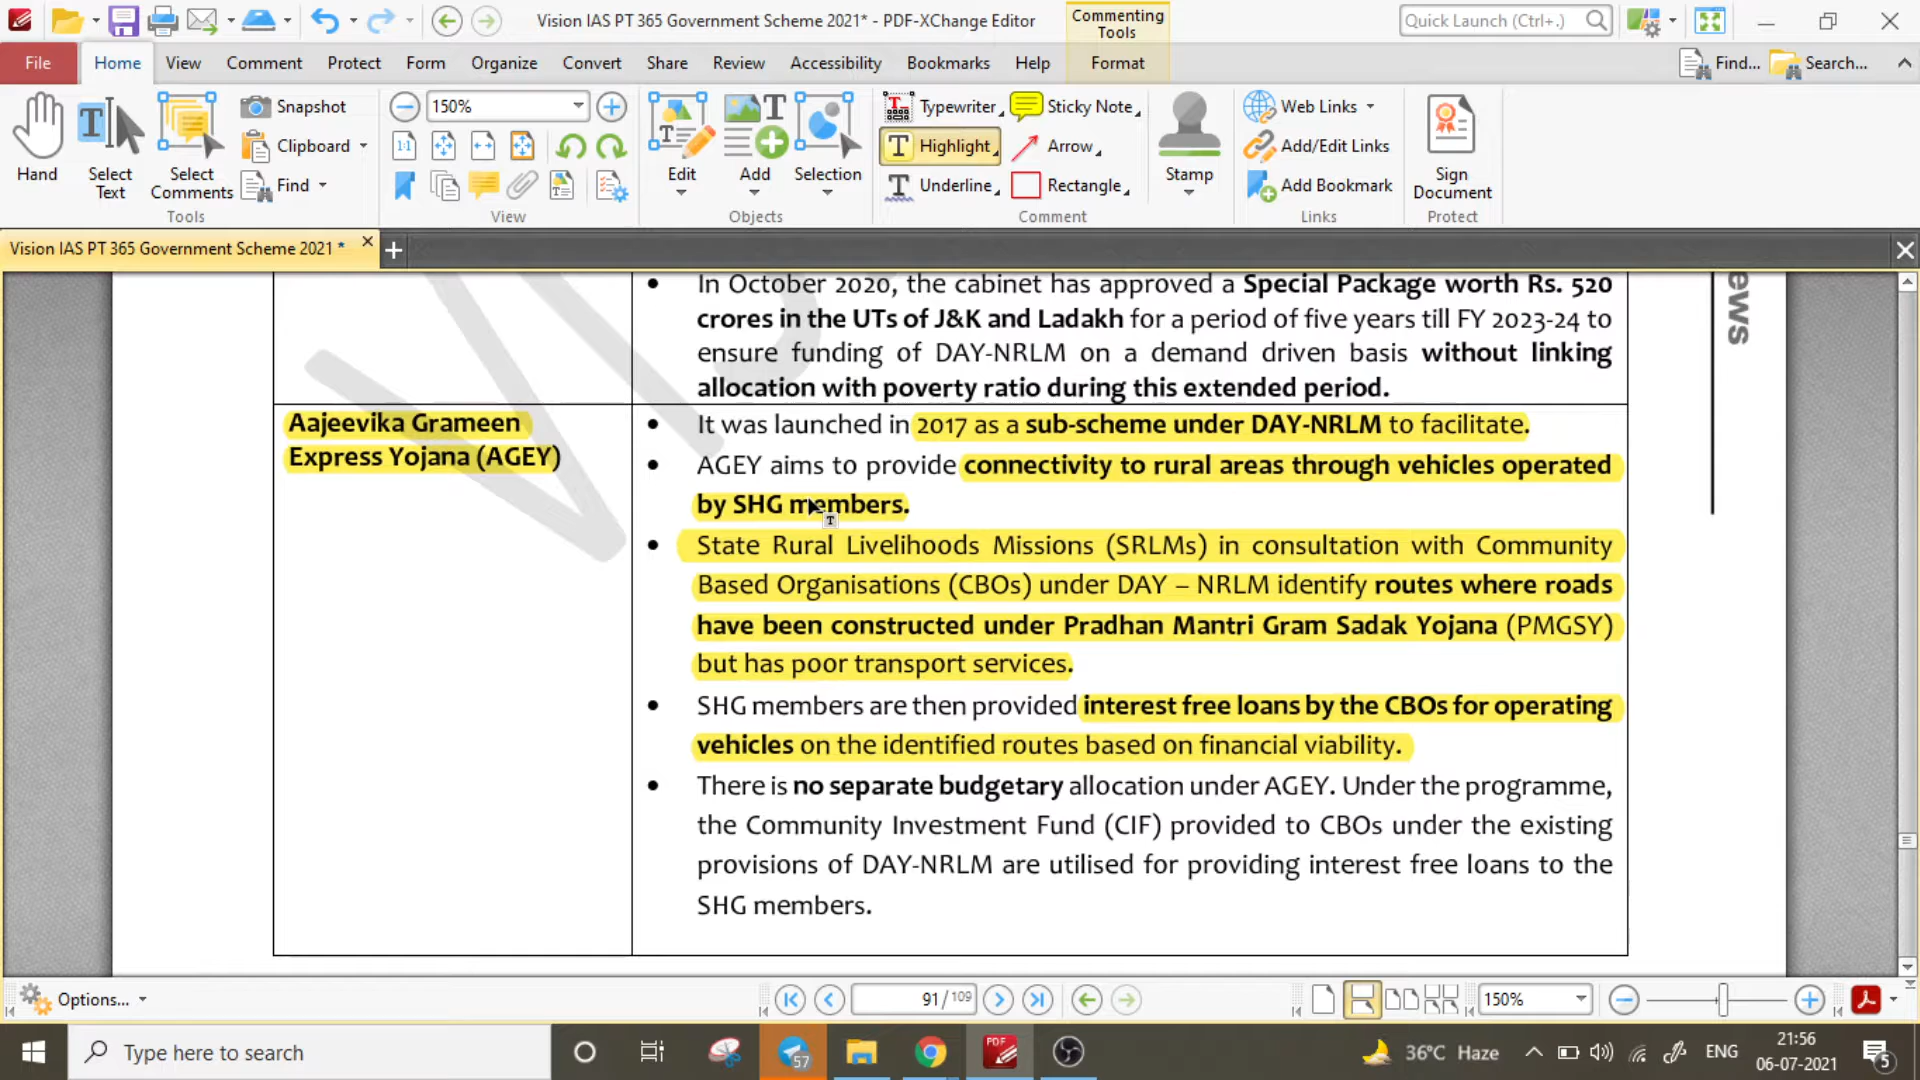 Vision IAS PT 365 Government Scheme 2021* - PDF-XChange Editor
Commenting Tools
Quick Launch (Ctrl+.)
File Home View Comment Protect Form Organize Convert Share Review Accessibility Bookmarks Help Format Find... Search...
Hand
Select Text
Select Comments
Snapshot
Clipboard
Find
Tools
150%
View
Edit
Add
Selection
Objects
Typewriter
Highlight
Underline
Sticky Note
Arrow
Rectangle
Stamp
Comment
Web Links
Add/Edit Links
Add Bookmark
Links
Sign Document
Protect
Vision IAS PT 365 Government Scheme 2021 *
• In October 2020, the cabinet has approved a Special Package worth Rs. 520
crores in the UTs of J&K and Ladakh for a period of five years till FY 2023-24 to
ensure funding of DAY-NRLM on a demand driven basis without linking
allocation with poverty ratio during this extended period.
ews
VIS
Aajeevika Grameen
Express Yojana (AGEY)
• It was launched in 2017 as a sub-scheme under DAY-NRLM to facilitate.
• AGEY aims to provide connectivity to rural areas through vehicles operated
by SHG members.
• State Rural Livelihoods Missions (SRLMs) in consultation with Community
Based Organisations (CBOs) under DAY – NRLM identify routes where roads
have been constructed under Pradhan Mantri Gram Sadak Yojana (PMGSY)
but has poor transport services.
• SHG members are then provided interest free loans by the CBOs for operating
vehicles on the identified routes based on financial viability.
• There is no separate budgetary allocation under AGEY. Under the programme,
the Community Investment Fund (CIF) provided to CBOs under the existing
provisions of DAY-NRLM are utilised for providing interest free loans to the
SHG members.
Options...
91 / 109
150%
Type here to search
57
PDF
36°C Haze
ENG
21:56
06-07-2021
5